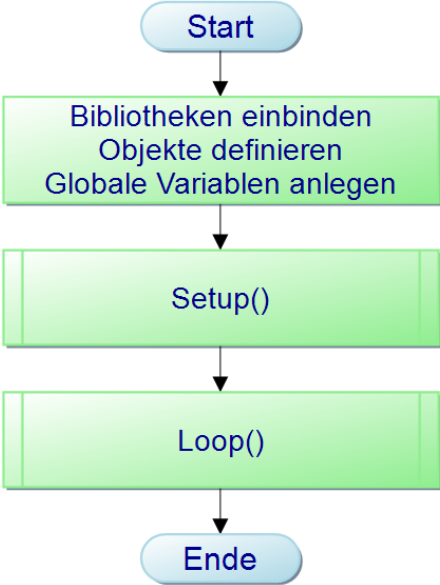 Start
Bibliotheken einbinden
Objekte definieren
Globale Variablen anlegen
Setup()
Loop()
Ende